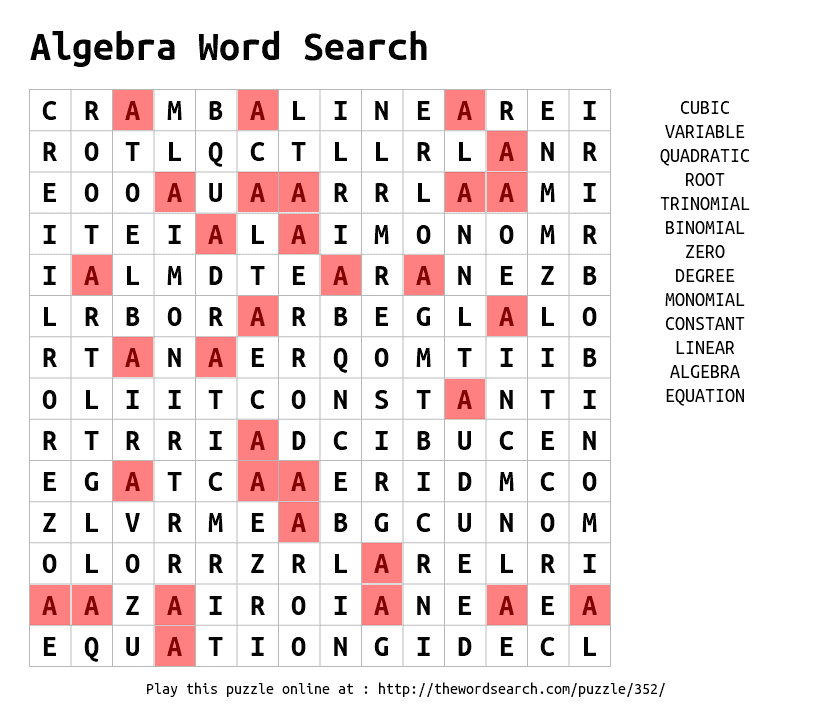 Algebra Word Search
C R A M B A L I N E A R E I
R O T L Q C T L L R L A N R
E O O A U A A R R L A A M I
I T E I A L A I M O N O M R
I A L M D T E A R A N E Z B
L R B O R A R B E G L A L O
R T A N A E R Q O M T I I B
O L I I T C O N S T A N T I
R T R R I A D C I B U C E N
E G A T C A A E R I D M C O
Z L V R M E A B G C U N O M
O L O R R Z R L A R E L R I
A A Z A I R O I A N E A E A
E Q U A T I O N G I D E C L
CUBIC
VARIABLE
QUADRATIC
ROOT
TRINOMIAL
BINOMIAL
ZERO
DEGREE
MONOMIAL
CONSTANT
LINEAR
ALGEBRA
EQUATION
Play this puzzle online at : http://thewordsearch.com/puzzle/352/